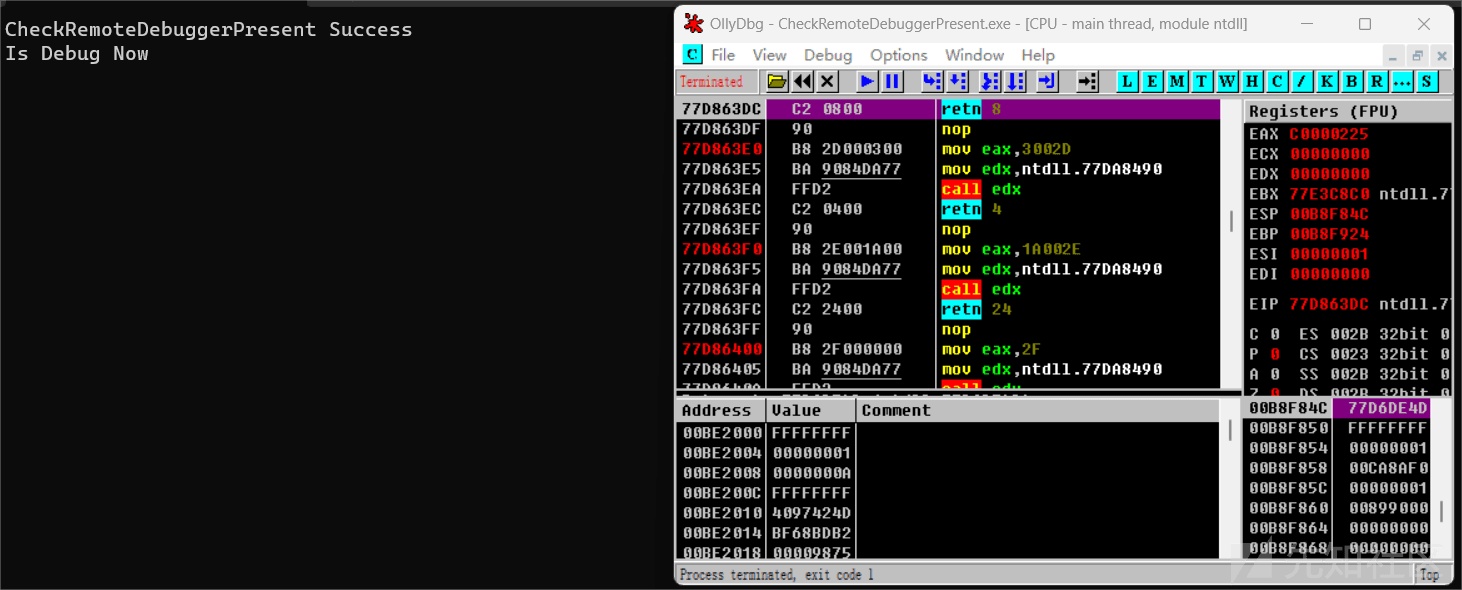 CheckRemoteDebuggerPresent Success
Is Debug Now
OllyDbg - CheckRemoteDebuggerPresent.exe - [CPU - main thread, module ntdll]
C File View Debug Options Window Help
Terminated L E M T W H C / K B R ... S
77D863DC C2 0800 retn 8
77D863DF 90 nop
77D863E0 B8 2D000300 mov eax,3002D
77D863E5 BA 9084DA77 mov edx,ntdll.77DA8490
77D863EA FFD2 call edx
77D863EC C2 0400 retn 4
77D863EF 90 nop
77D863F0 B8 2E001A00 mov eax,1A002E
77D863F5 BA 9084DA77 mov edx,ntdll.77DA8490
77D863FA FFD2 call edx
77D863FC C2 2400 retn 24
77D863FF 90 nop
77D86400 B8 2F000000 mov eax,2F
77D86405 BA 9084DA77 mov edx,ntdll.77DA8490
77D8640A FFD2 call edx
Registers (FPU)
EAX C0000225
ECX 00000000
EDX 00000000
EBX 77E3C8C0 ntdll.7
ESP 00B8F84C
EBP 00B8F924
ESI 00000001
EDI 00000000
EIP 77D863DC ntdll.7
C 0 ES 002B 32bit 0
P 0 CS 0023 32bit 0
A 0 SS 002B 32bit 0
Z 0 DS 002B 32bit 0
Address Value Comment
00BE2000 FFFFFFFF
00BE2004 00000001
00BE2008 0000000A
00BE200C FFFFFFFF
00BE2010 4097424D
00BE2014 BF68BDB2
00BE2018 00009875
00B8F84C 77D6DE4D
00B8F850 FFFFFFFF
00B8F854 00000001
00B8F858 00CA8AF0
00B8F85C 00000001
00B8F860 00899000
00B8F864 00000000
00B8F868 00000000
先知社区
Process terminated, exit code 1
Top